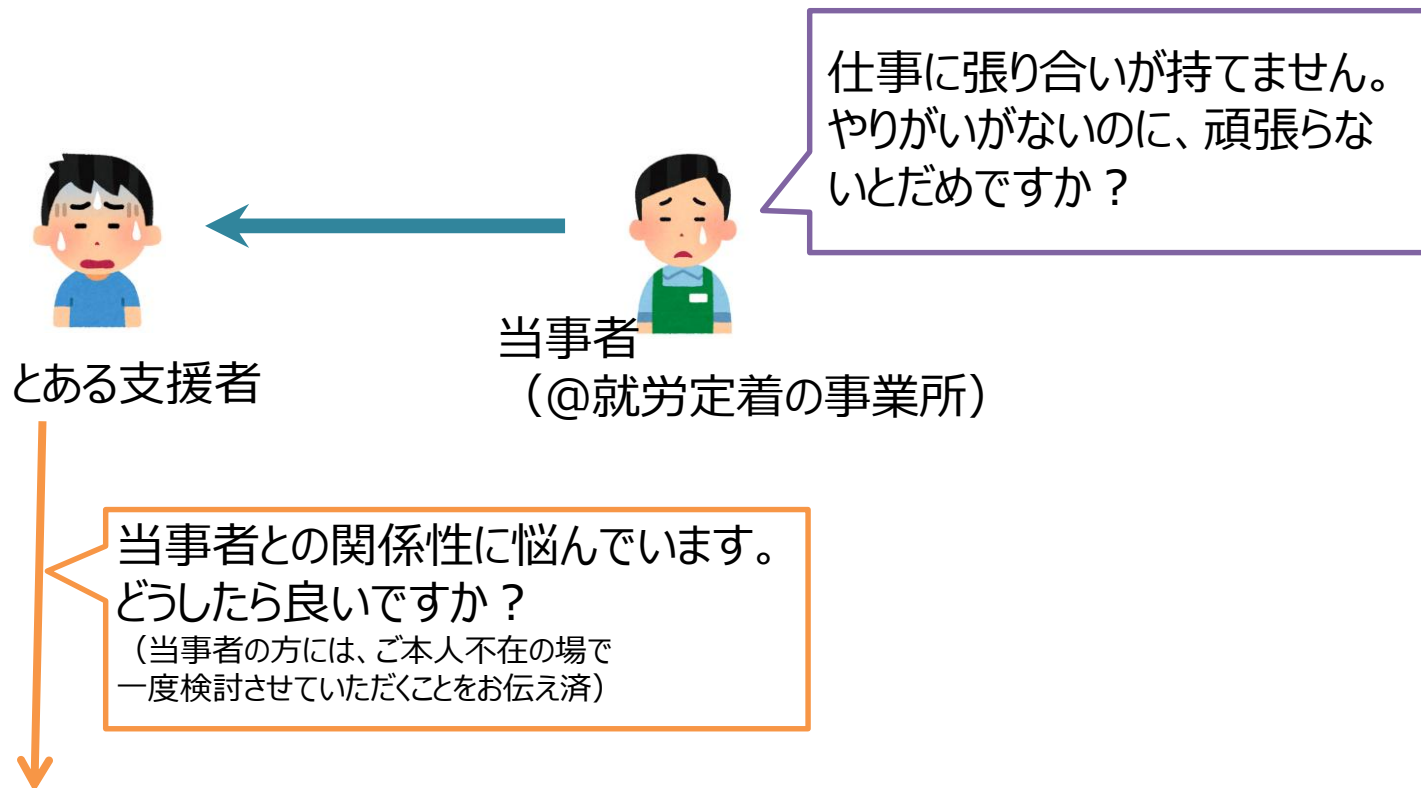 仕事に張り合いが持てません。
やりがいがないのに、頑張らな
いとだめですか？
当事者
（@就労定着の事業所）
とある支援者
当事者との関係性に悩んでいます。
どうしたら良いですか？
（当事者の方には、ご本人不在の場で
一度検討させていただくことをお伝え済）